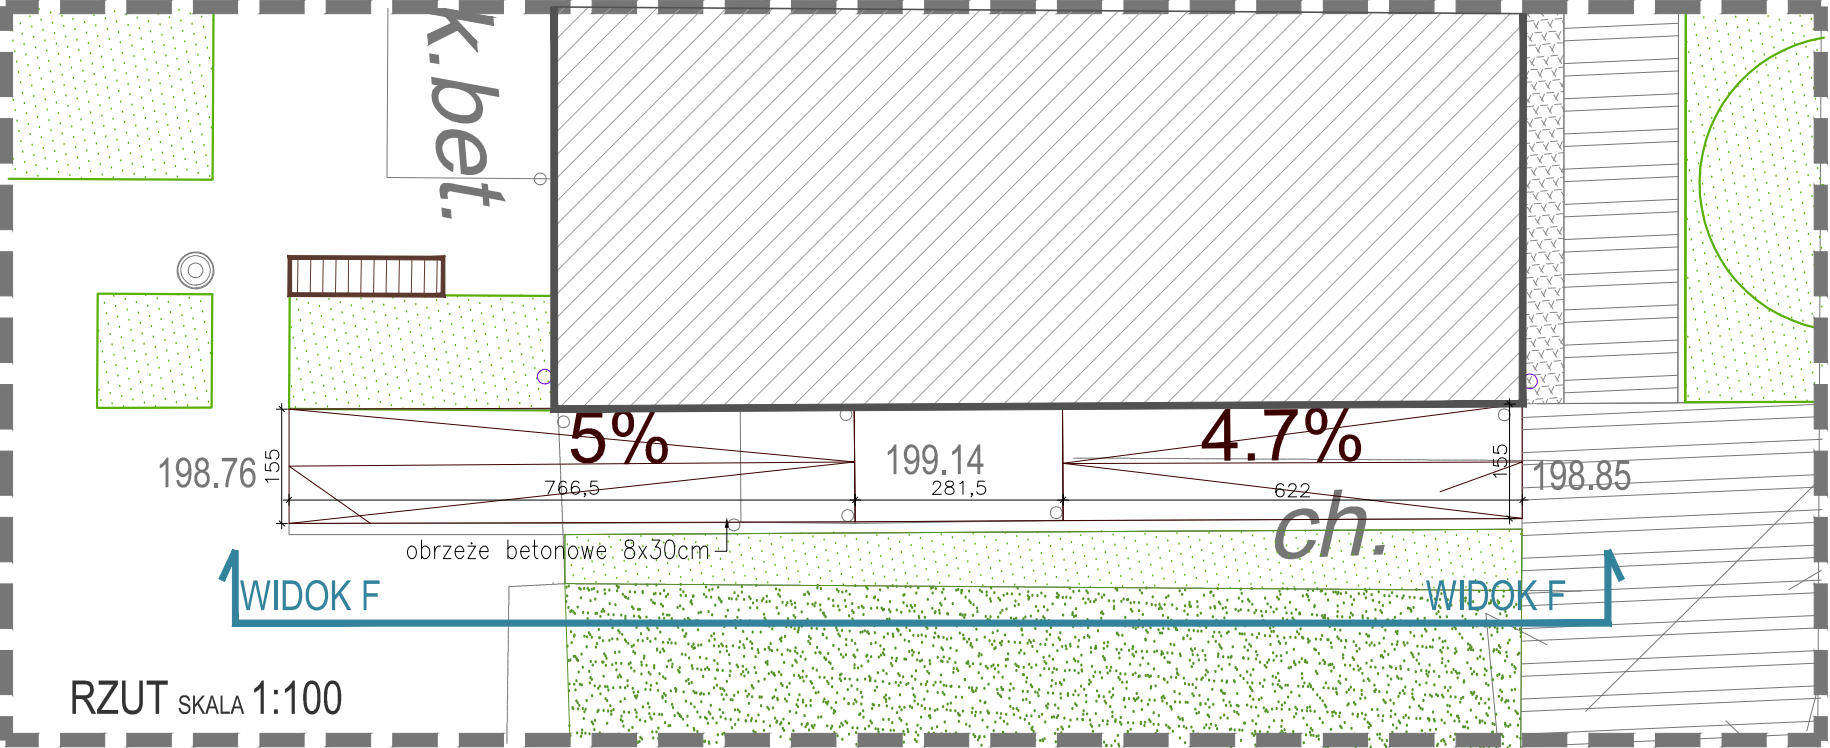 k.bet.
5%
4.7%
198.76
155
199.14
155
198.85
766,5
281,5
622
ch.
obrzeże betonowe 8x30cm
WIDOK F
WIDOK F
RZUT SKALA 1:100